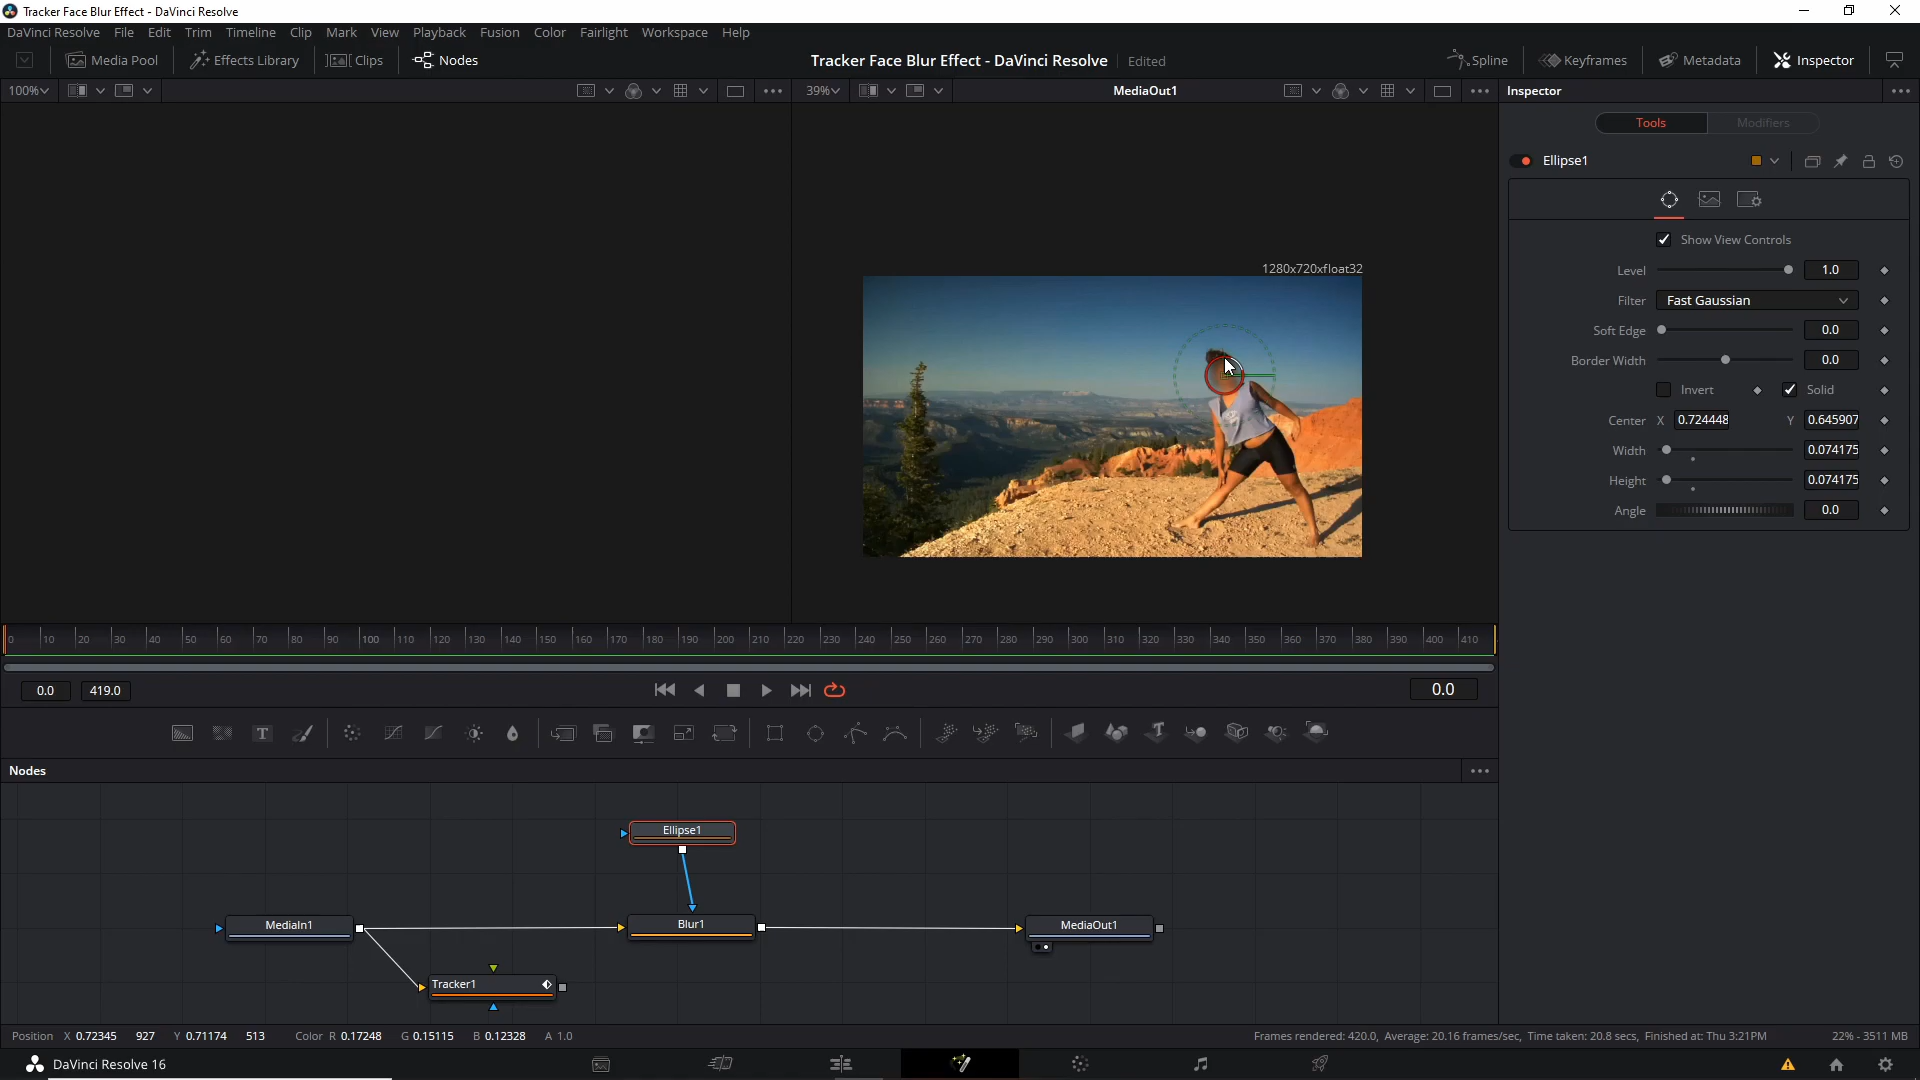 Tracker Face Blur Effect - DaVinci Resolve
DaVinci Resolve File Edit Trim Timeline Clip Mark View Playback Fusion Color Fairlight Workspace Help
Media Pool Effects Library Clips Nodes Tracker Face Blur Effect - DaVinci Resolve Edited Spline Keyframes Metadata Inspector
100% 39% MediaOut1 Inspector
Tools Modifiers
Ellipse1
Show View Controls
1280x720xfloat32
Level 1.0
Filter Fast Gaussian
Soft Edge 0.0
Border Width 0.0
Invert Solid
Center X 0.724448 Y 0.645907
Width 0.074175
Height 0.074175
Angle 0.0
0 10 20 30 40 50 60 70 80 90 100 110 120 130 140 150 160 170 180 190 200 210 220 230 240 250 260 270 280 290 300 310 320 330 340 350 360 370 380 390 400 410
0.0 419.0 0.0
Nodes
Ellipse1
MediaIn1 Blur1 MediaOut1
Tracker1
Position X 0.72345 927 Y 0.71174 513 Color R 0.17248 G 0.15115 B 0.12328 A 1.0 Frames rendered: 420.0, Average: 20.16 frames/sec, Time taken: 20.8 secs, Finished at: Thu 3:21PM 22% - 3511 MB
DaVinci Resolve 16